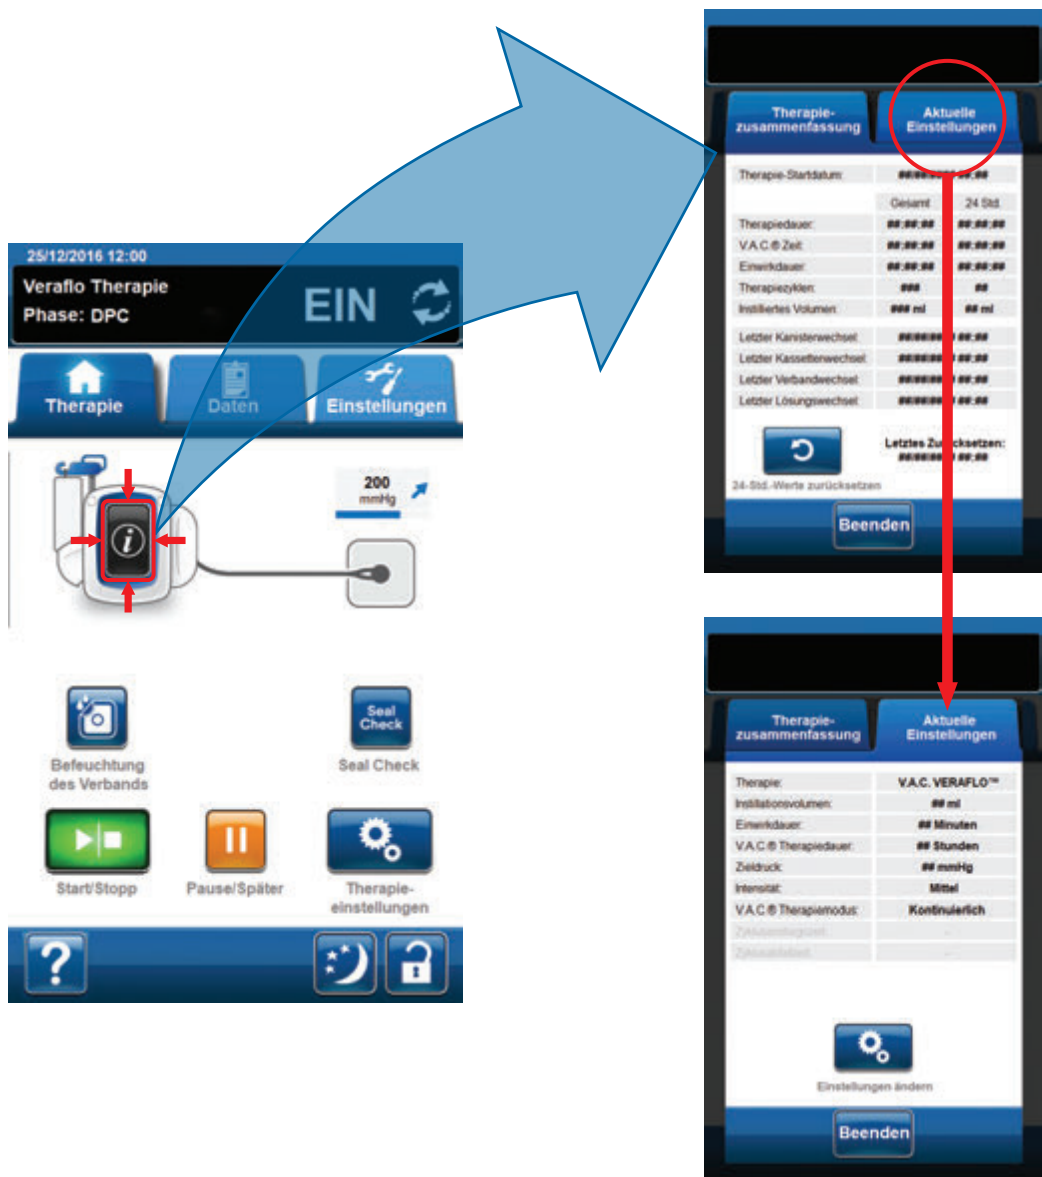 25/12/2016 12:00
Veraflo Therapie
Phase: DPC
EIN
Therapie
Daten
Einstellungen
200
mmHg
i
Befeuchtung
des Verbands
Seal
Check
Seal Check
Start/Stopp
Pause/Später
Therapie-
einstellungen
?
Therapie-
zusammenfassung
Aktuelle
Einstellungen
Therapie-Startdatum: ##/##/#### ##:##
Gesamt 24 Std.
Therapiedauer: ##:##:## ##:##:##
V.A.C.® Zeit: ##:##:## ##:##:##
Einwirkdauer: ##:##:## ##:##:##
Therapiezyklen: ### ##
Instilliertes Volumen: ### ml ## ml
Letzter Kanisterwechsel: ##/##/#### ##:##
Letzter Kassettenwechsel: ##/##/#### ##:##
Letzter Verbandwechsel: ##/##/#### ##:##
Letzter Lösungswechsel: ##/##/#### ##:##
Letztes Zurücksetzen:
##/##/#### ##:##
24-Std.-Werte zurücksetzen
Beenden
Therapie-
zusammenfassung
Aktuelle
Einstellungen
Therapie: V.A.C. VERAFLO™
Instillationsvolumen: ## ml
Einwirkdauer: ## Minuten
V.A.C.® Therapiedauer: ## Stunden
Zieldruck: ## mmHg
Intensität: Mittel
V.A.C.® Therapiemodus: Kontinuierlich
Einstellungen ändern
Beenden